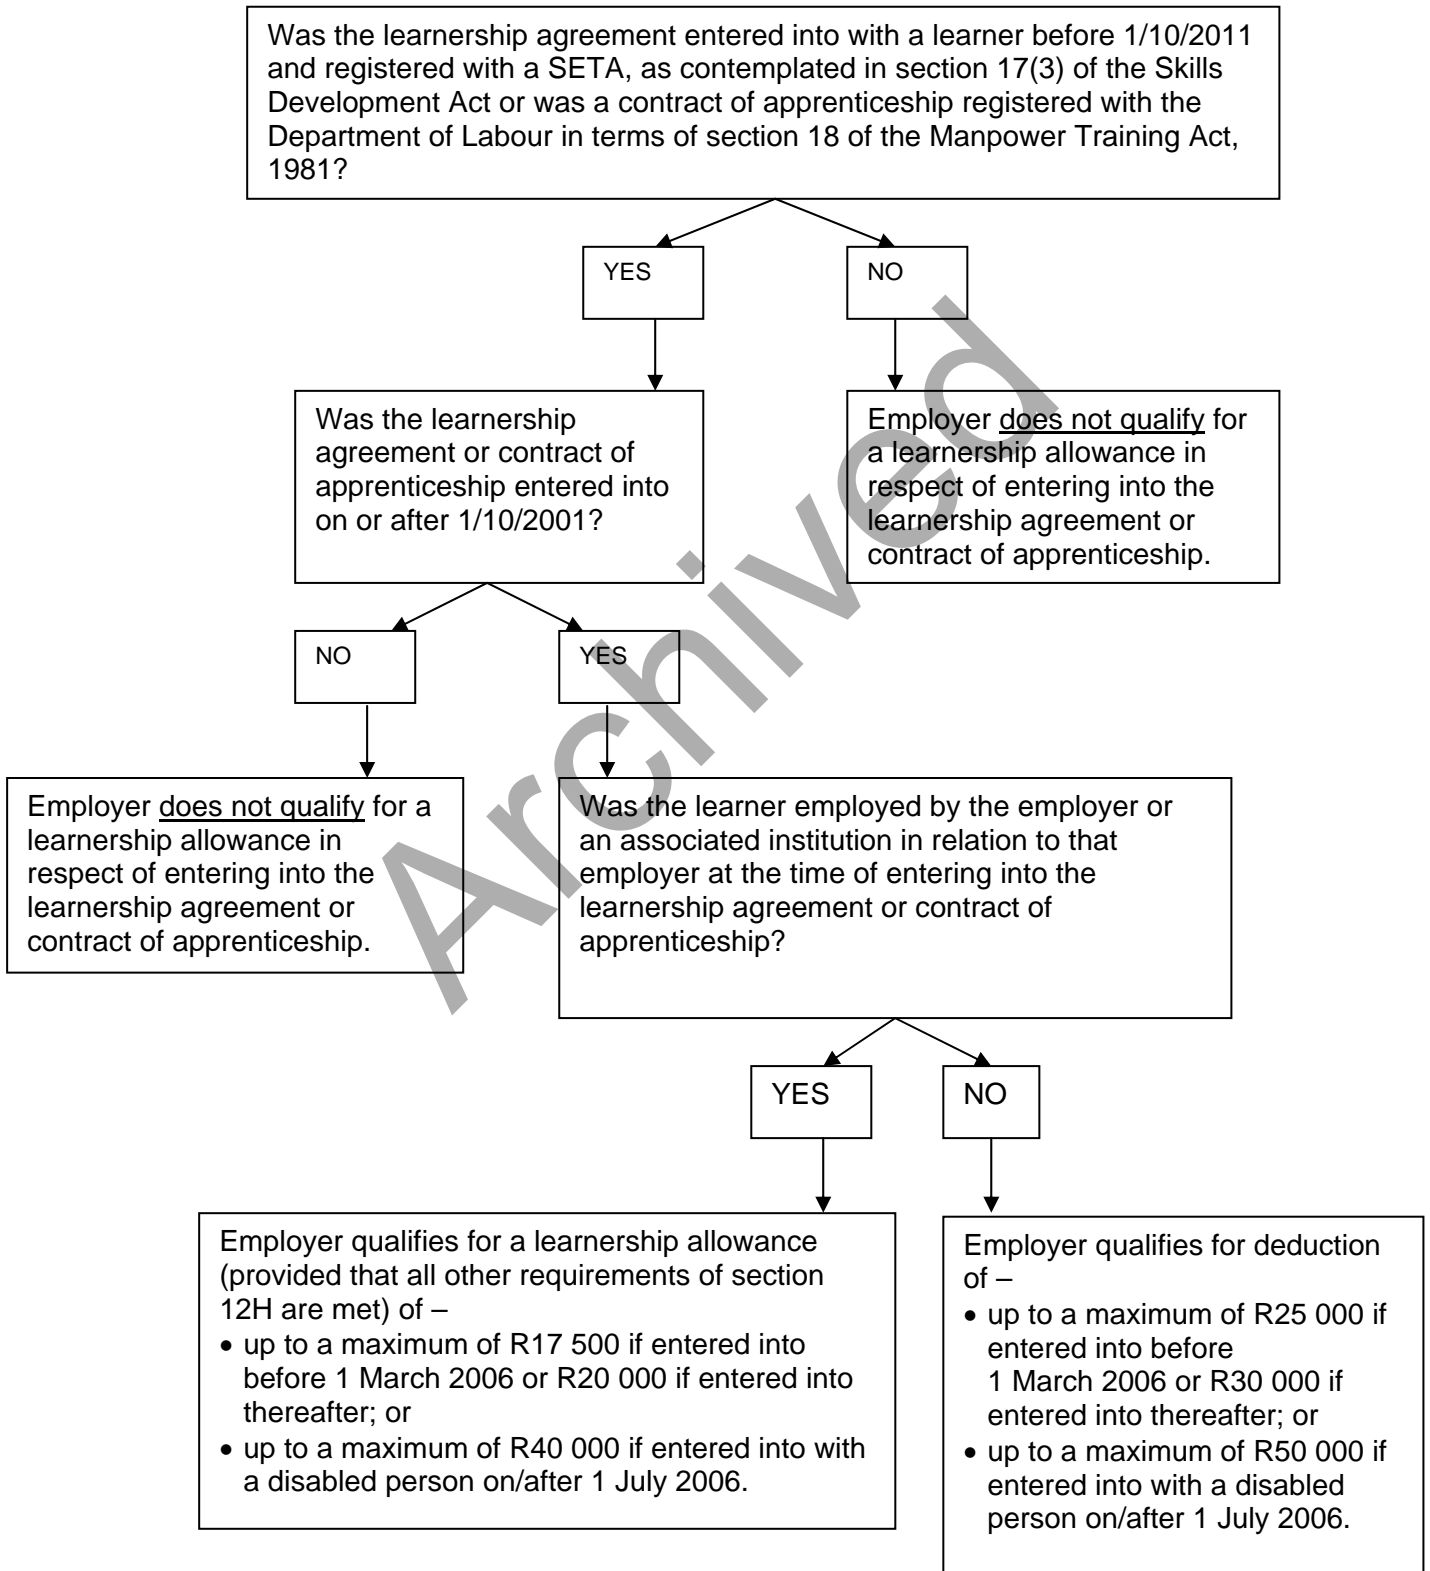 Was the learnership agreement entered into with a learner before 1/10/2011
and registered with a SETA, as contemplated in section 17(3) of the Skills
Development Act or was a contract of apprenticeship registered with the
Department of Labour in terms of section 18 of the Manpower Training Act,
1981?
YES
NO
Was the learnership
agreement or contract of
apprenticeship entered into
on or after 1/10/2001?
Employer does not qualify for
a learnership allowance in
respect of entering into the
learnership agreement or
contract of apprenticeship.
NO
YES
Employer does not qualify for a
learnership allowance in
respect of entering into the
learnership agreement or
contract of apprenticeship.
Was the learner employed by the employer or
an associated institution in relation to that
employer at the time of entering into the
learnership agreement or contract of
apprenticeship?
YES
NO
Employer qualifies for a learnership allowance
(provided that all other requirements of section
12H are met) of –
• up to a maximum of R17 500 if entered into
before 1 March 2006 or R20 000 if entered into
thereafter; or
• up to a maximum of R40 000 if entered into with
a disabled person on/after 1 July 2006.
Employer qualifies for deduction
of –
• up to a maximum of R25 000 if
entered into before
1 March 2006 or R30 000 if
entered into thereafter; or
• up to a maximum of R50 000 if
entered into with a disabled
person on/after 1 July 2006.
Archived